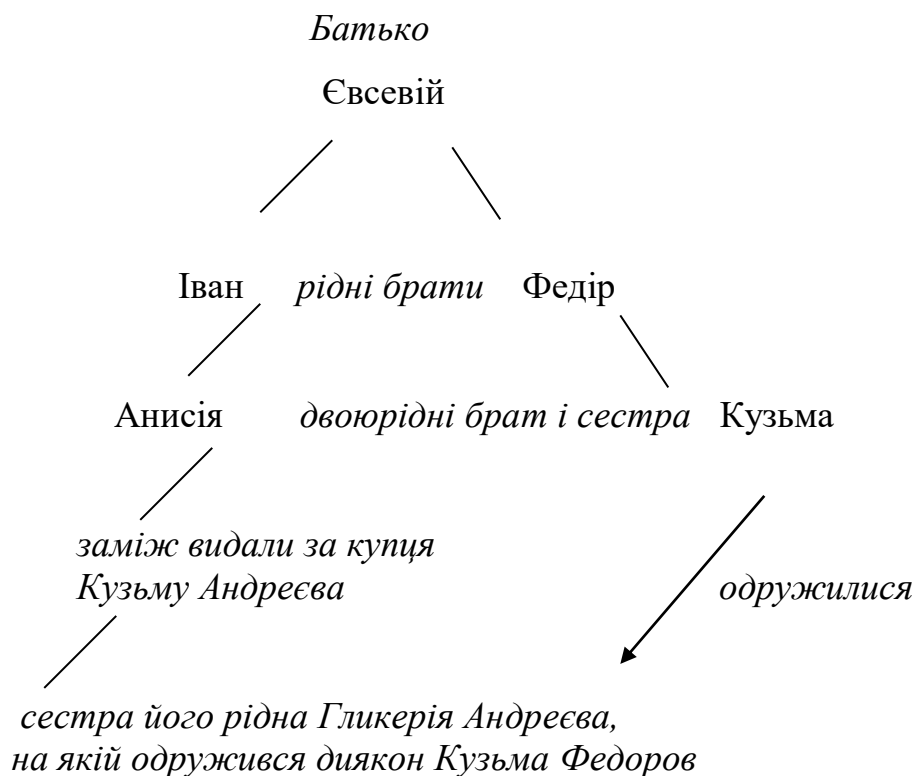 Батько
Євсевій
Іван рідні брати Федір
Анисія двоюрідні брат і сестра Кузьма
заміж видали за купця
Кузьму Андреєва одружилися
сестра його рідна Гликерія Андреєва,
на якій одружився диякон Кузьма Федоров